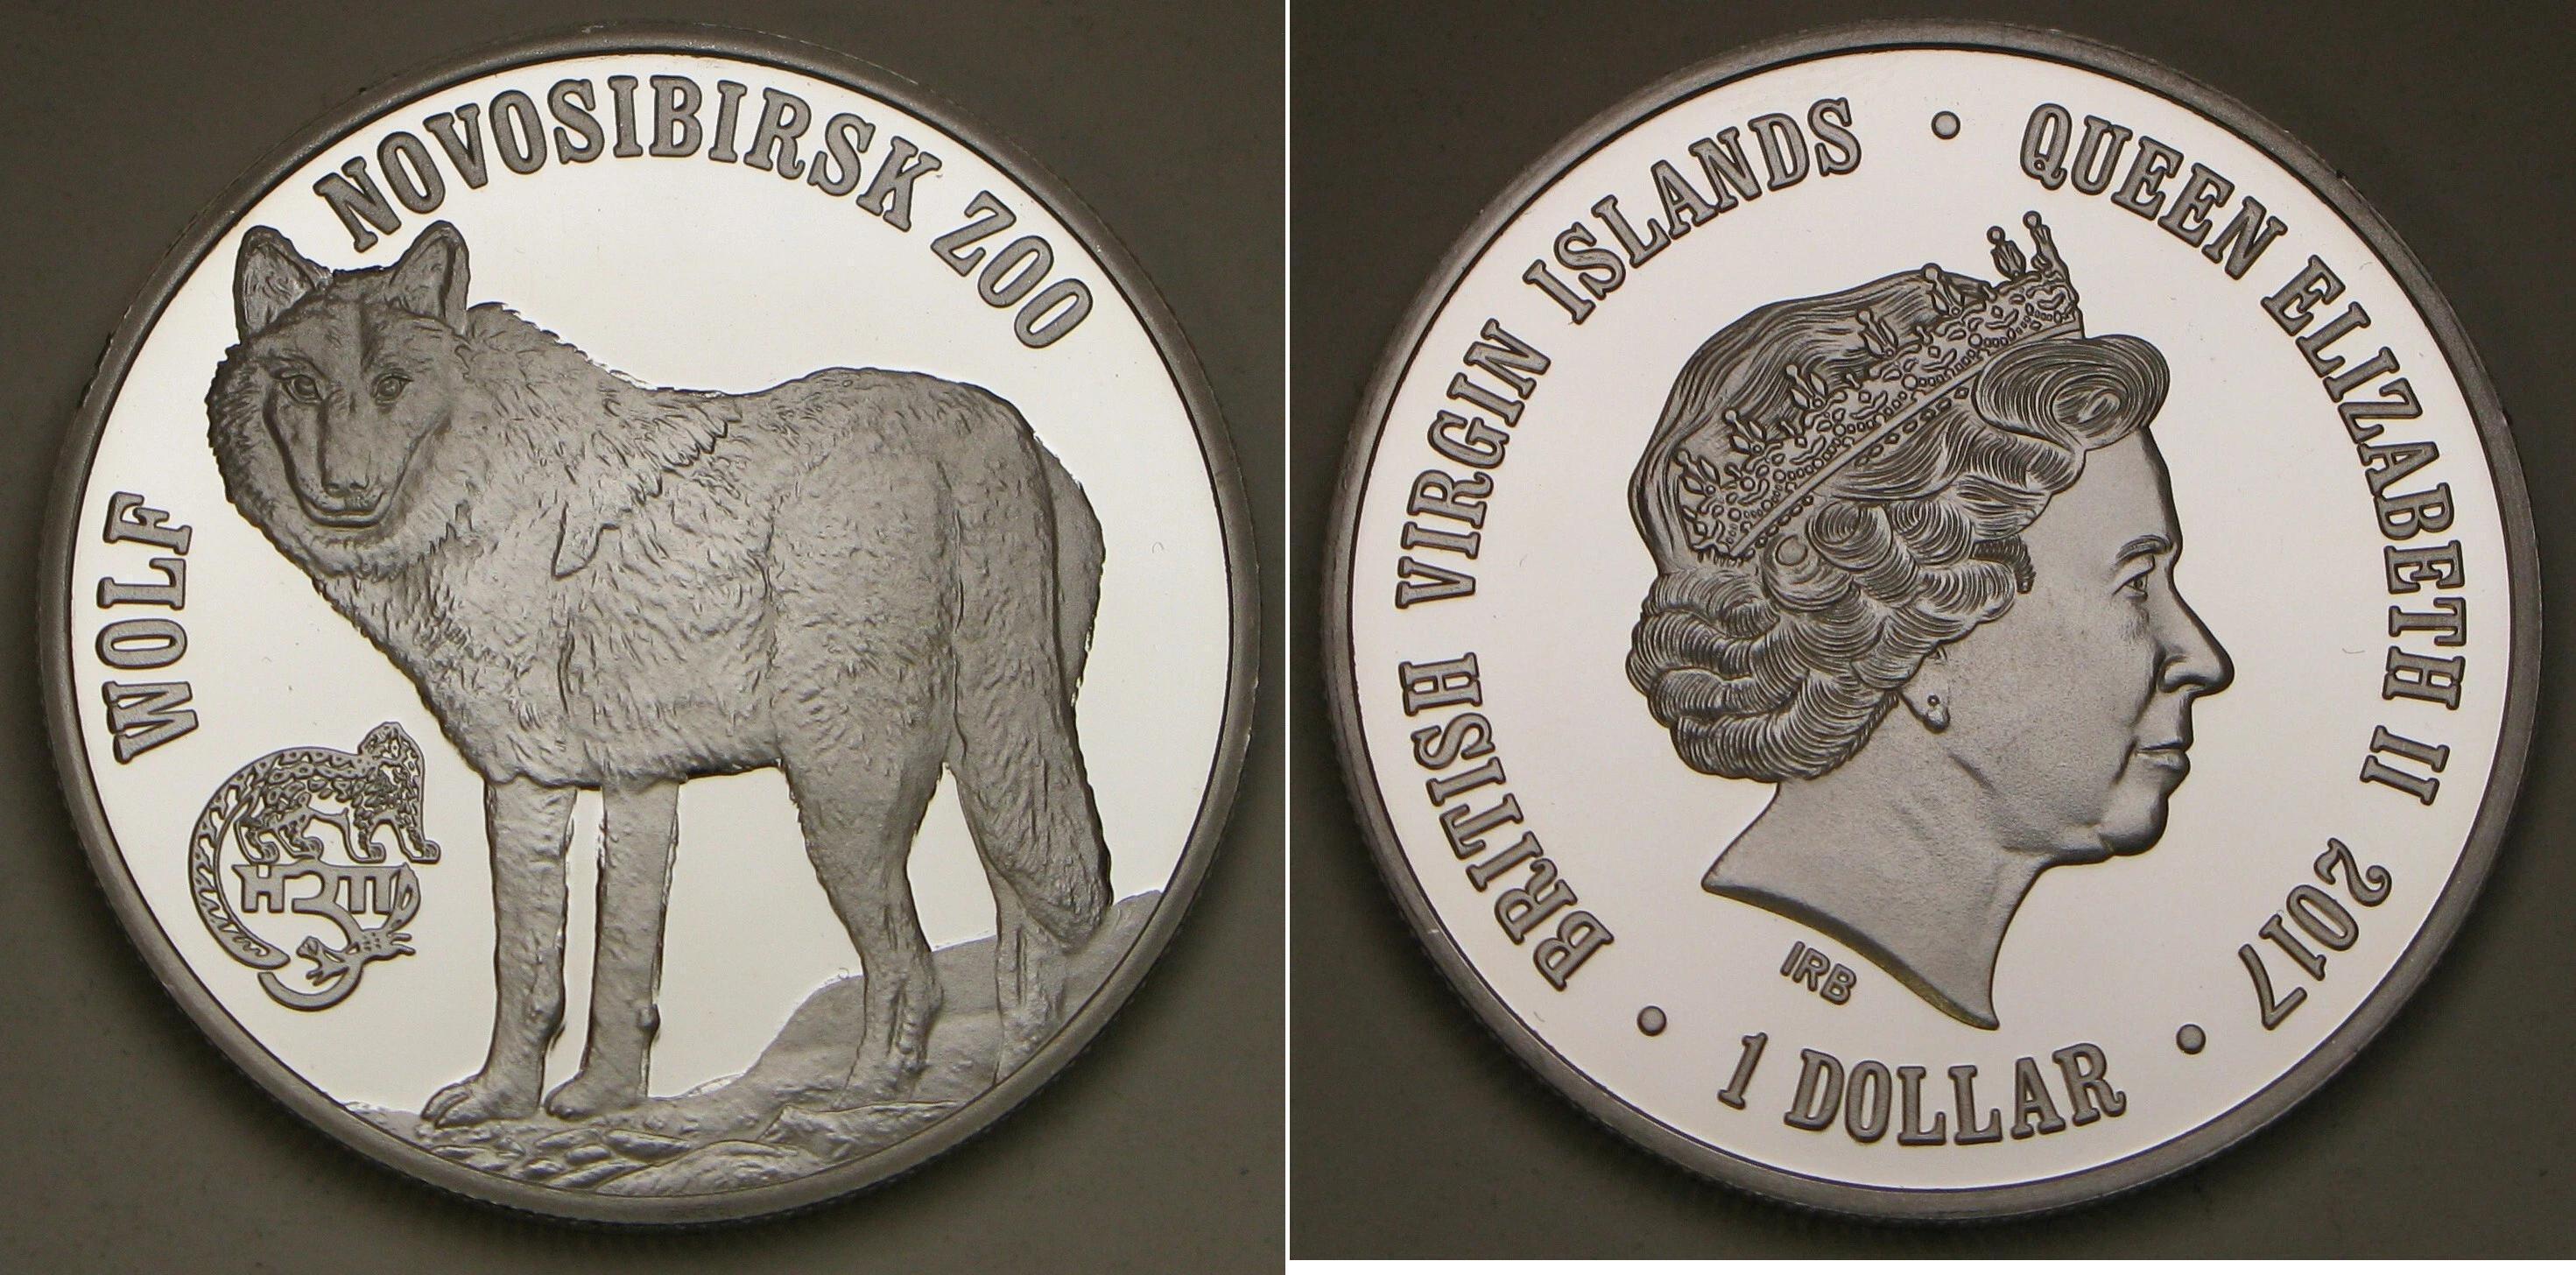 NOVOSIBIRSK ZOO
WOLF
НЗП
BRITISH VIRGIN ISLANDS • QUEEN ELIZABETH II 2017
IRB
• 1 DOLLAR •